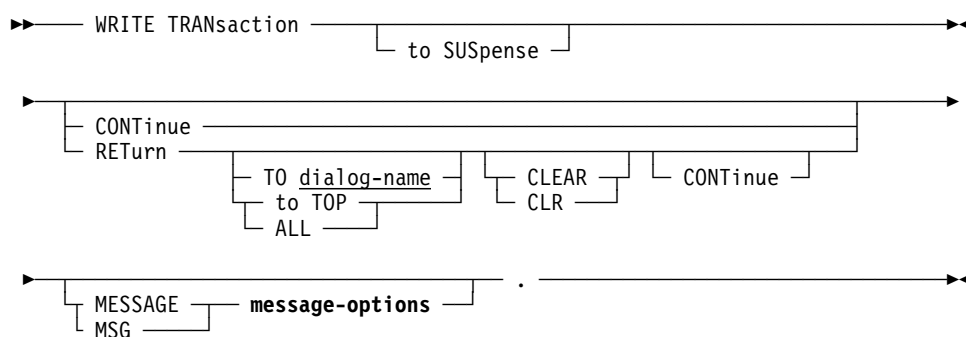 WRITE TRANsaction
to SUSpense
CONTinue
RETurn
TO dialog-name CLEAR CONTinue
to TOP CLR
ALL
MESSAGE message-options .
MSG